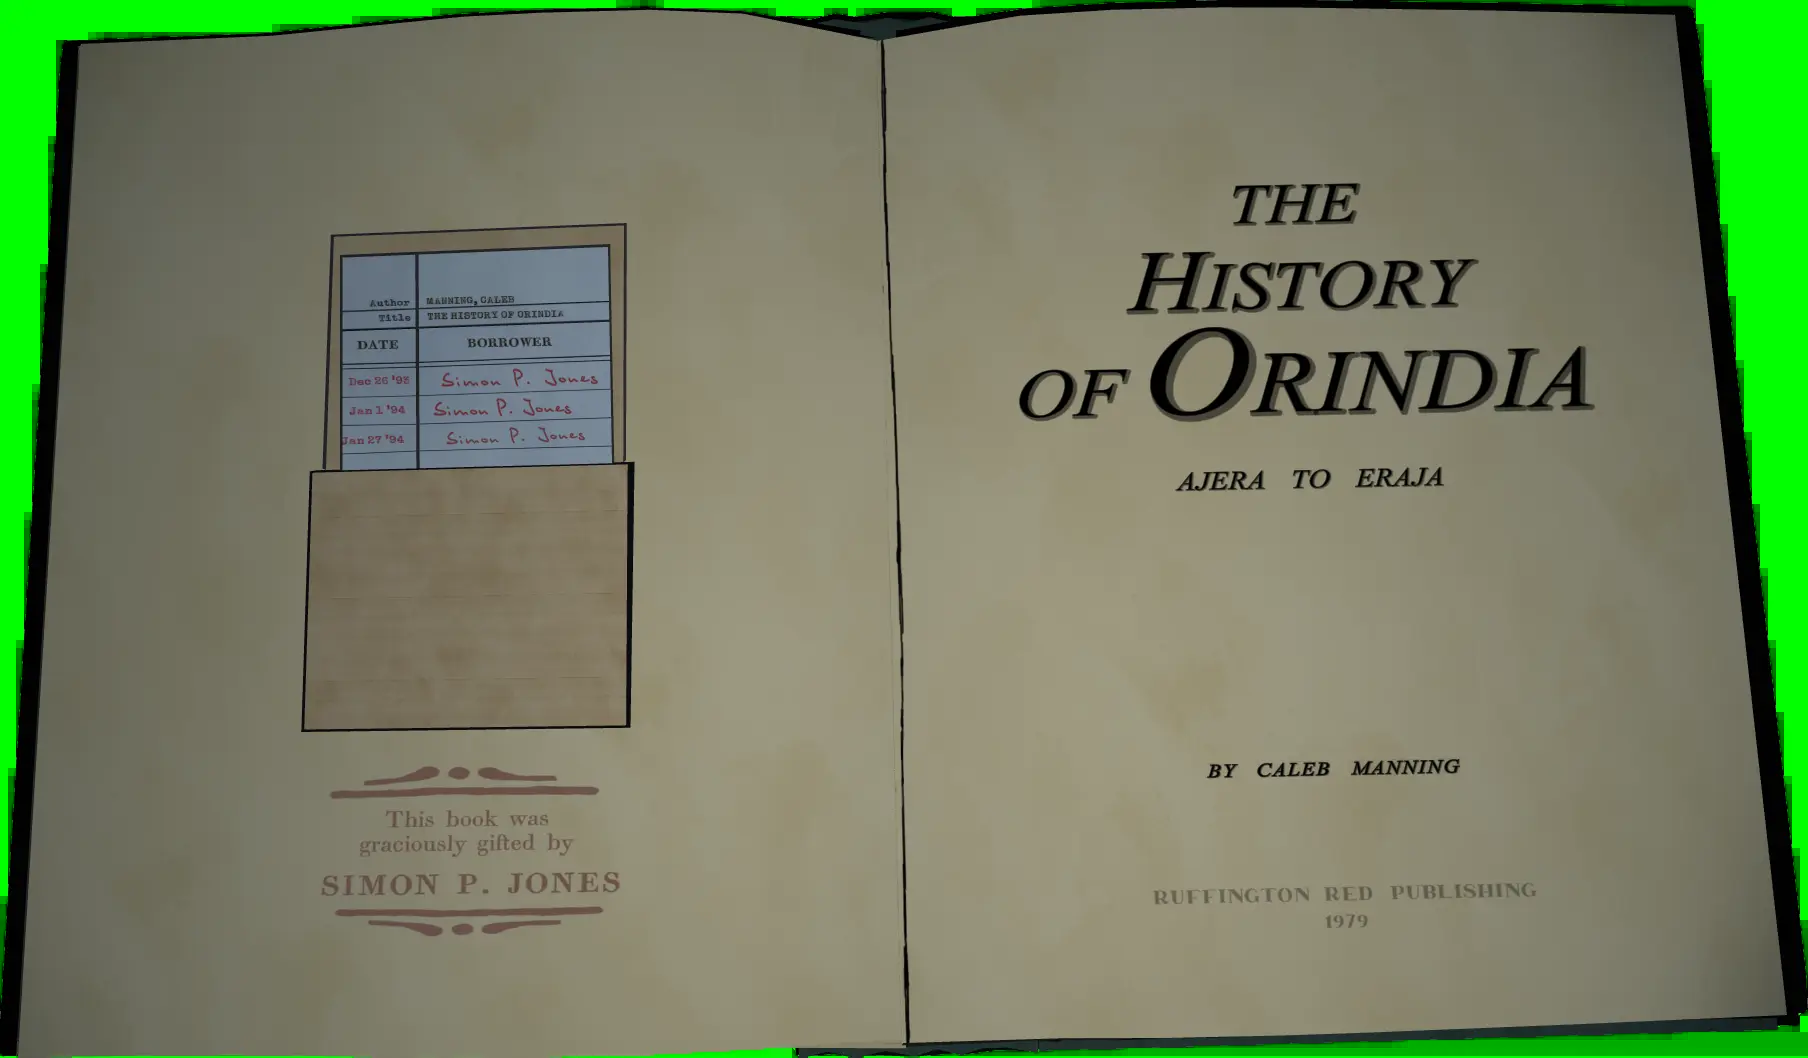 Author MANNING, CALEB
Title THE HISTORY OF ORINDIA
DATE BORROWER
Dec 26 '93 Simon P. Jones
Jan 1 '94 Simon P. Jones
Jan 27 '94 Simon P. Jones
This book was
graciously gifted by
SIMON P. JONES
THE
HISTORY
OF ORINDIA
AJERA TO ERAJA
BY CALEB MANNING
RUFFINGTON RED PUBLISHING
1979